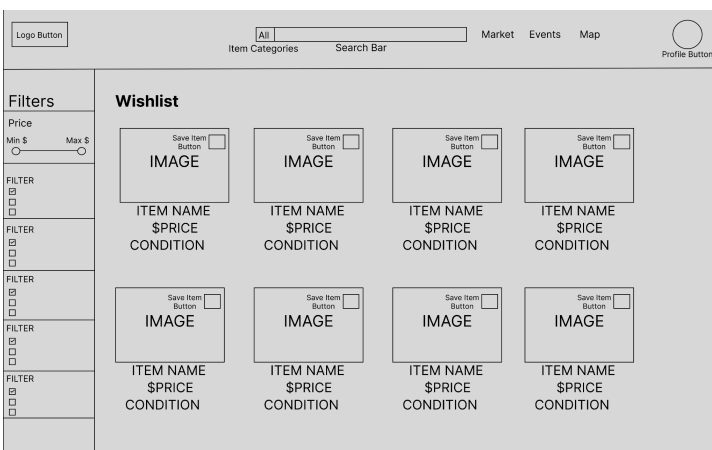 Logo Button
All
Item Categories
Search Bar
Market
Events
Map
Profile Button
Filters
Price
Min $
Max $
FILTER
FILTER
FILTER
FILTER
FILTER
Wishlist
Save Item
Button
IMAGE
ITEM NAME
$PRICE
CONDITION
Save Item
Button
IMAGE
ITEM NAME
$PRICE
CONDITION
Save Item
Button
IMAGE
ITEM NAME
$PRICE
CONDITION
Save Item
Button
IMAGE
ITEM NAME
$PRICE
CONDITION
Save Item
Button
IMAGE
ITEM NAME
$PRICE
CONDITION
Save Item
Button
IMAGE
ITEM NAME
$PRICE
CONDITION
Save Item
Button
IMAGE
ITEM NAME
$PRICE
CONDITION
Save Item
Button
IMAGE
ITEM NAME
$PRICE
CONDITION